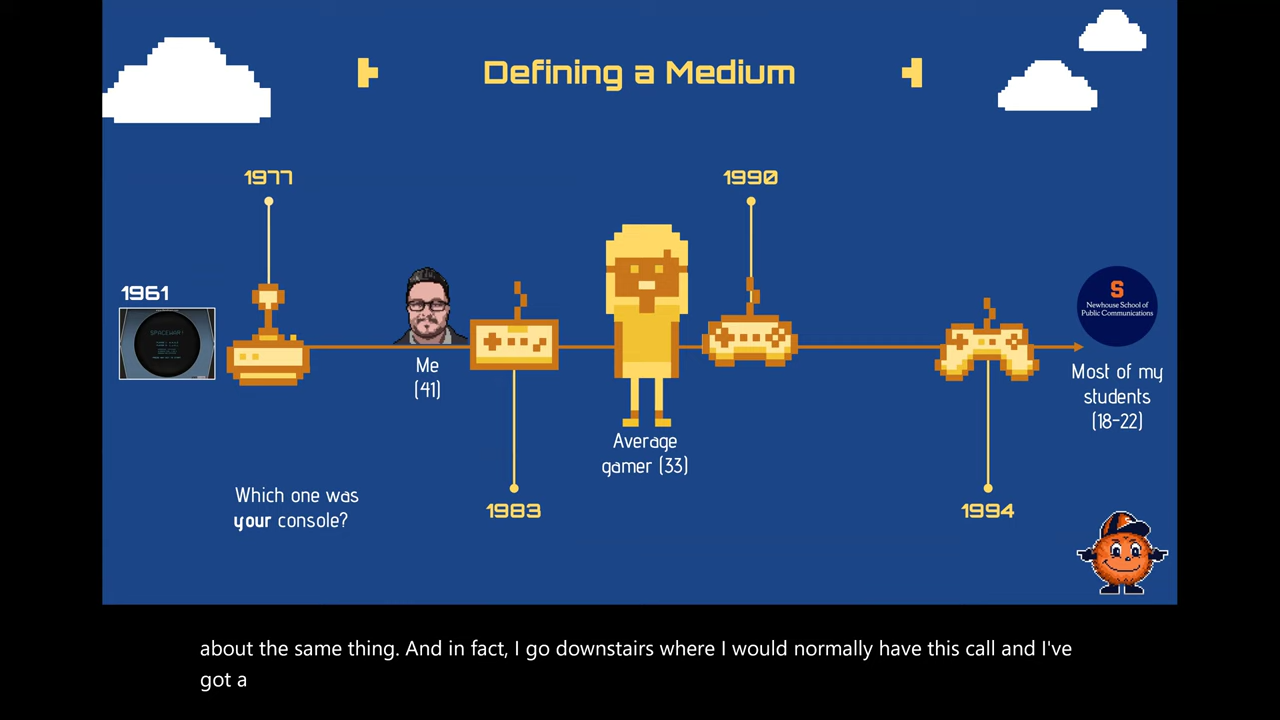 Defining a Medium
1977
1990
1961
SPACEWAR!
S
Newhouse School of
Public Communications
Me
(41)
Most of my
students
(18-22)
Average
gamer (33)
Which one was
your console?
1983
1994
about the same thing. And in fact, I go downstairs where I would normally have this call and I've
got a